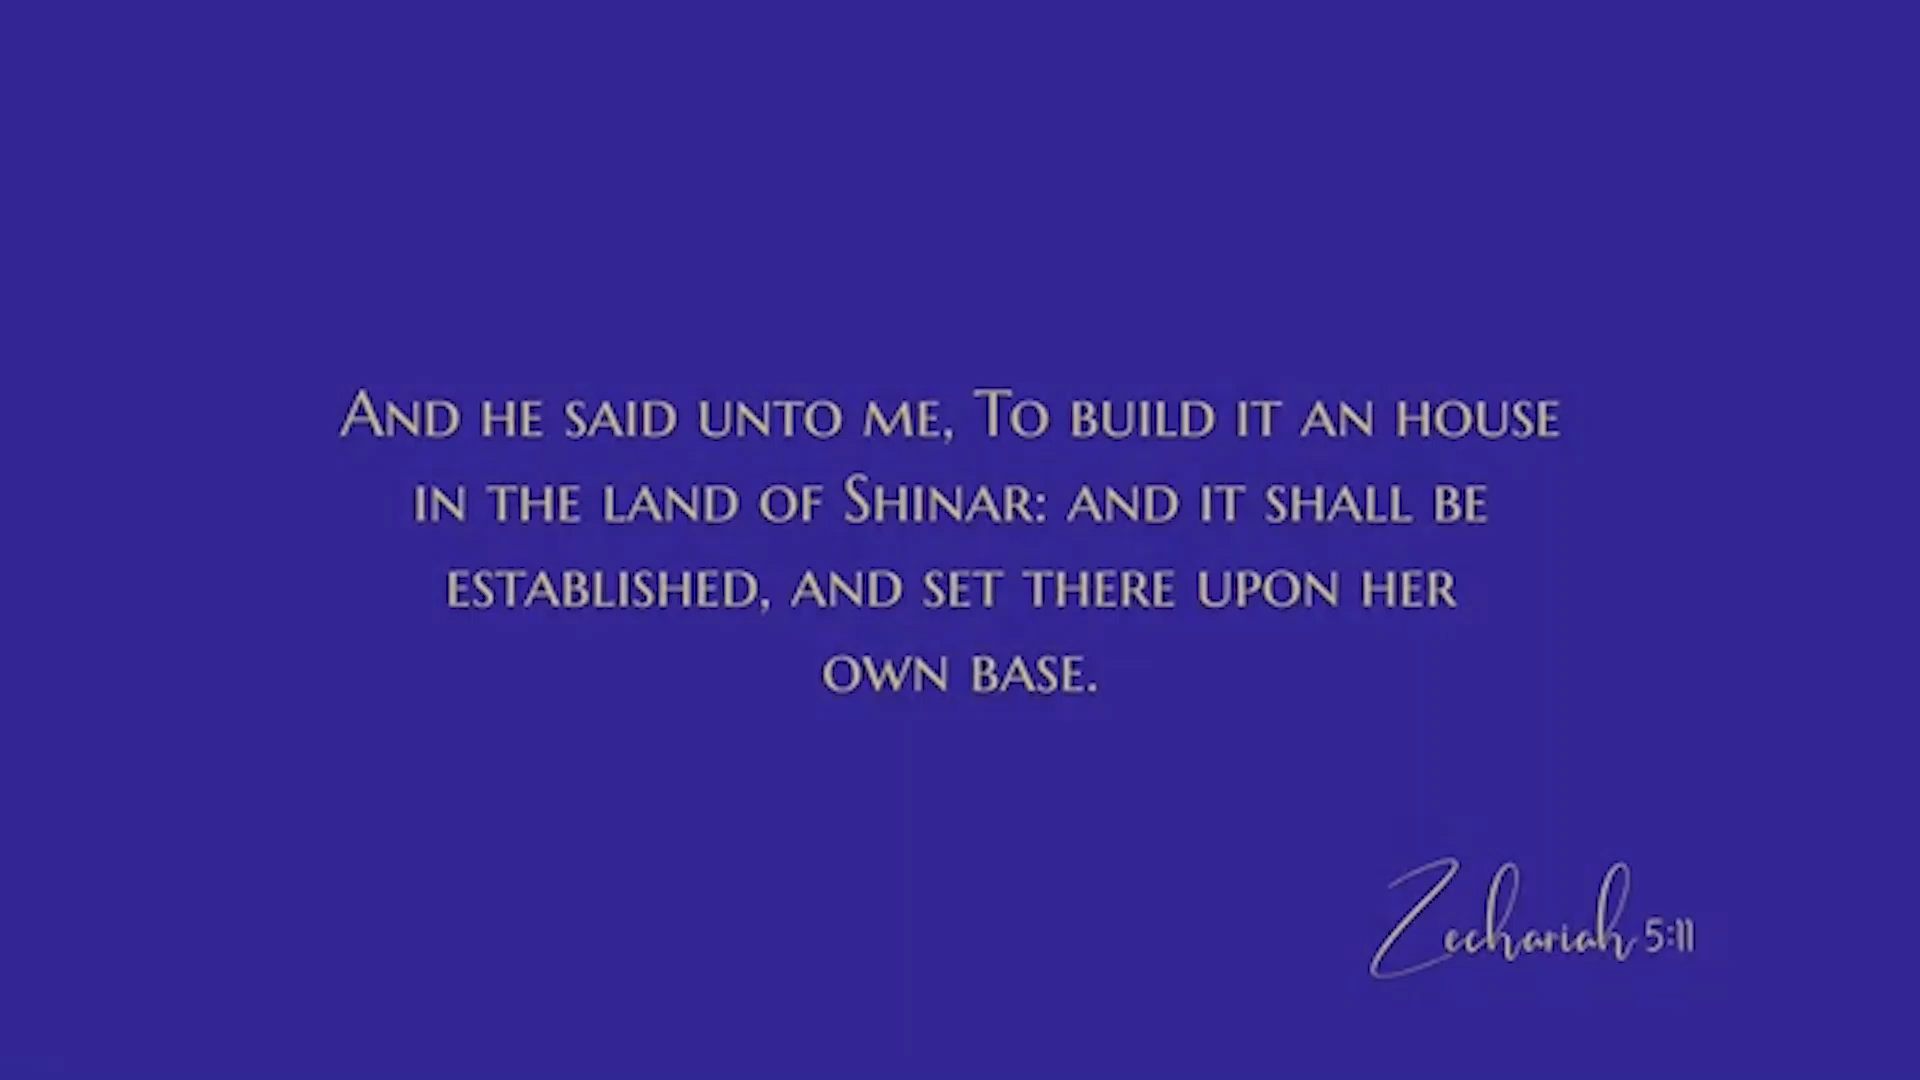 And he said unto me, To build it an house
in the land of Shinar: and it shall be
established, and set there upon her
own base.
Zechariah 5:11